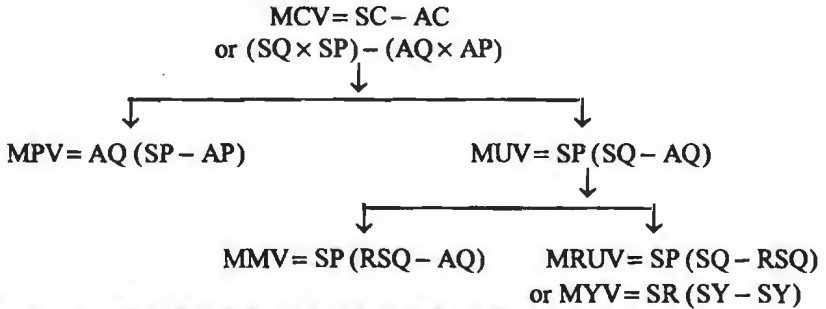 MCV = SC – AC
or (SQ × SP) – (AQ × AP)
MPV = AQ (SP – AP) MUV = SP (SQ – AQ)
MMV = SP (RSQ – AQ) MRUV = SP (SQ – RSQ)
or MYV = SR (SY – SY)